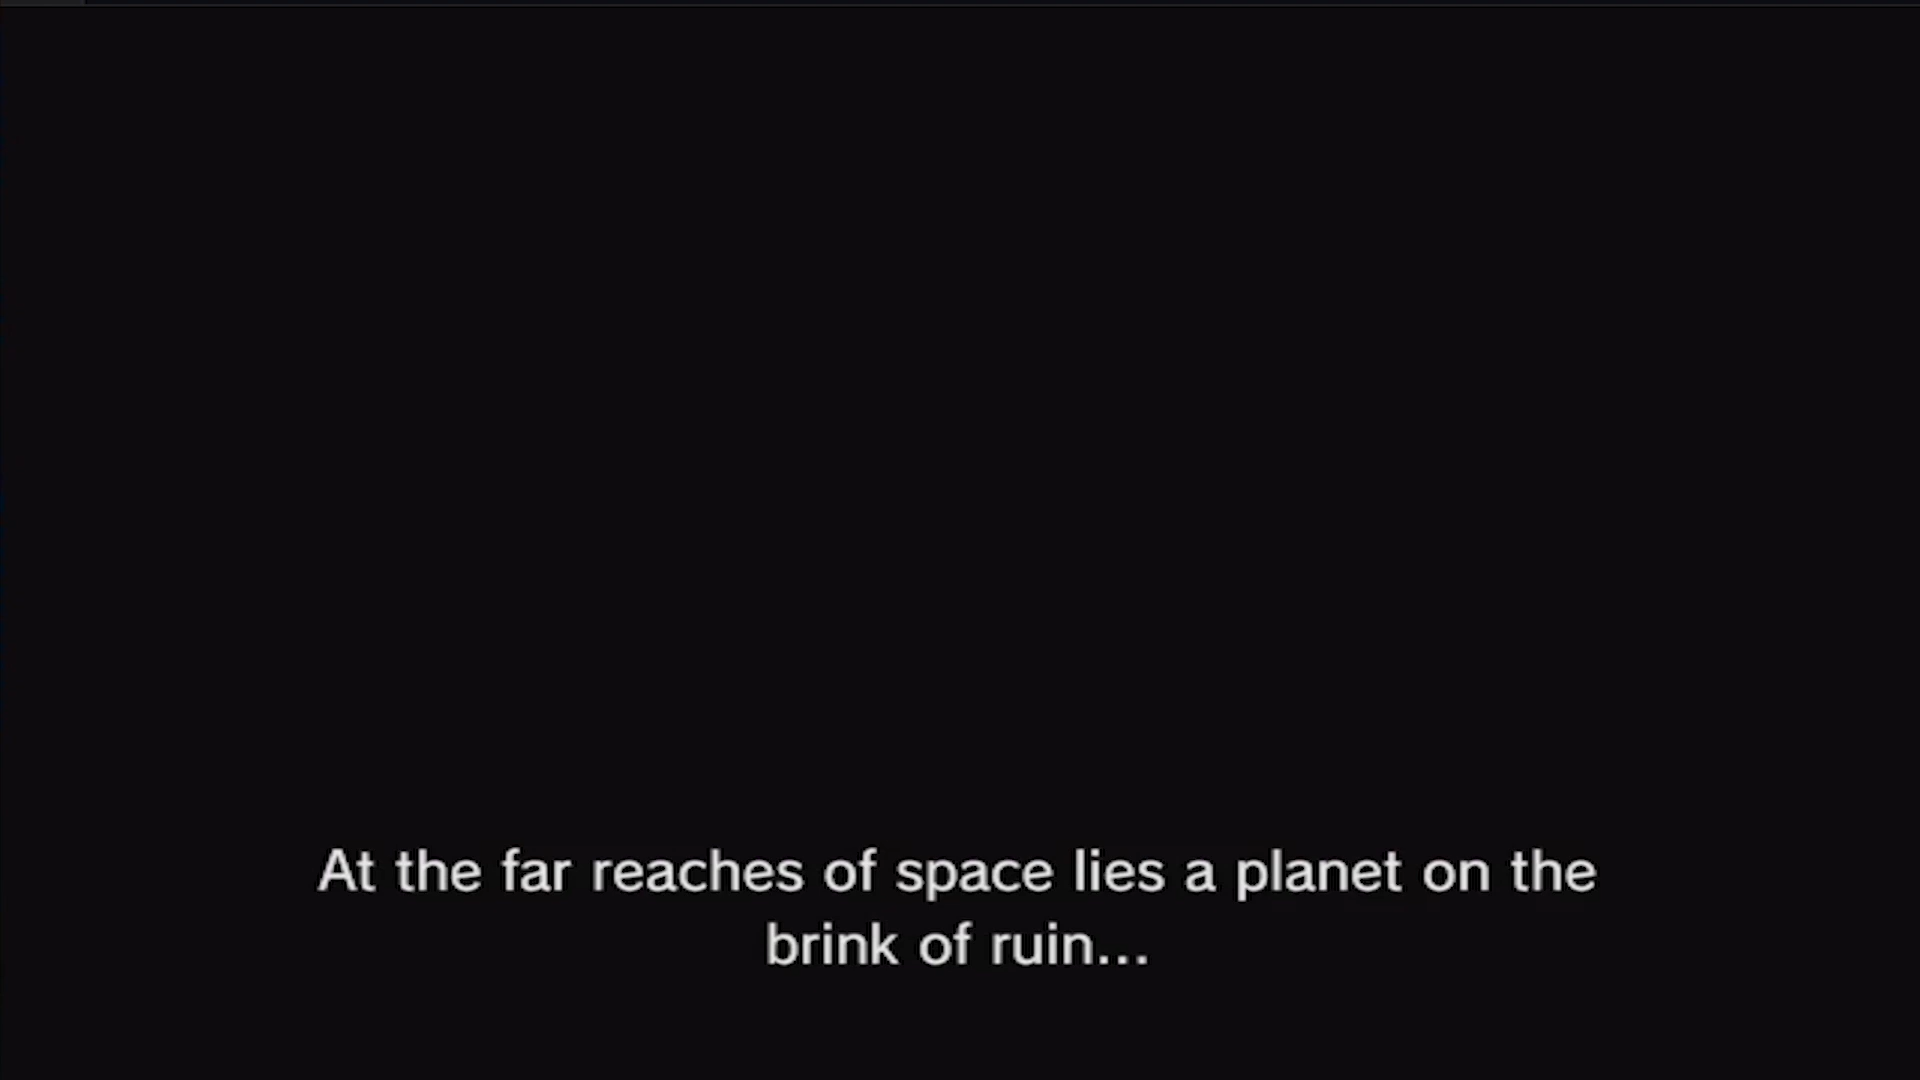 At the far reaches of space lies a planet on the
brink of ruin...